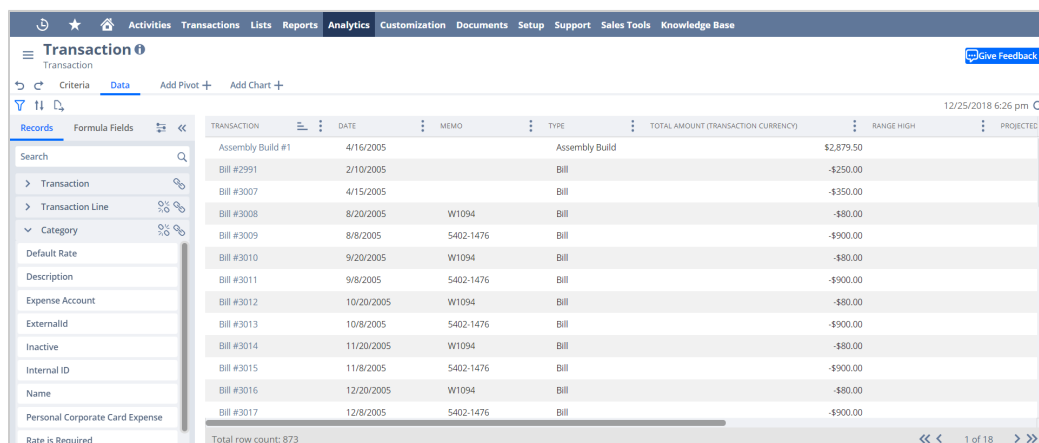 Activities Transactions Lists Reports Analytics Customization Documents Setup Support Sales Tools Knowledge Base
Transaction
Transaction
Give Feedback
Criteria Data Add Pivot + Add Chart +
12/25/2018 6:26 pm
Records Formula Fields
Search
Transaction
Transaction Line
Category
Default Rate
Description
Expense Account
ExternalId
Inactive
Internal ID
Name
Personal Corporate Card Expense
Rate is Required
TRANSACTION DATE MEMO TYPE TOTAL AMOUNT (TRANSACTION CURRENCY) RANGE HIGH PROJECTED
Assembly Build #1 4/16/2005 Assembly Build $2,879.50
Bill #2991 2/10/2005 Bill -$250.00
Bill #3007 4/15/2005 Bill -$350.00
Bill #3008 8/20/2005 W1094 Bill -$80.00
Bill #3009 8/8/2005 5402-1476 Bill -$900.00
Bill #3010 9/20/2005 W1094 Bill -$80.00
Bill #3011 9/8/2005 5402-1476 Bill -$900.00
Bill #3012 10/20/2005 W1094 Bill -$80.00
Bill #3013 10/8/2005 5402-1476 Bill -$900.00
Bill #3014 11/20/2005 W1094 Bill -$80.00
Bill #3015 11/8/2005 5402-1476 Bill -$900.00
Bill #3016 12/20/2005 W1094 Bill -$80.00
Bill #3017 12/8/2005 5402-1476 Bill -$900.00
Total row count: 873
1 of 18